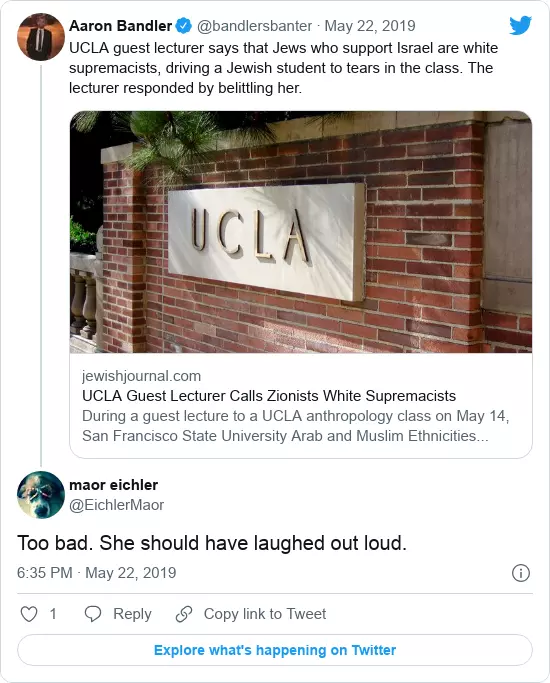 Aaron Bandler @bandlersbanter · May 22, 2019
UCLA guest lecturer says that Jews who support Israel are white
supremacists, driving a Jewish student to tears in the class. The
lecturer responded by belittling her.
UCLA
jewishjournal.com
UCLA Guest Lecturer Calls Zionists White Supremacists
During a guest lecture to a UCLA anthropology class on May 14,
San Francisco State University Arab and Muslim Ethnicities...
maor eichler
@EichlerMaor
Too bad. She should have laughed out loud.
6:35 PM · May 22, 2019
1 Reply Copy link to Tweet
Explore what's happening on Twitter